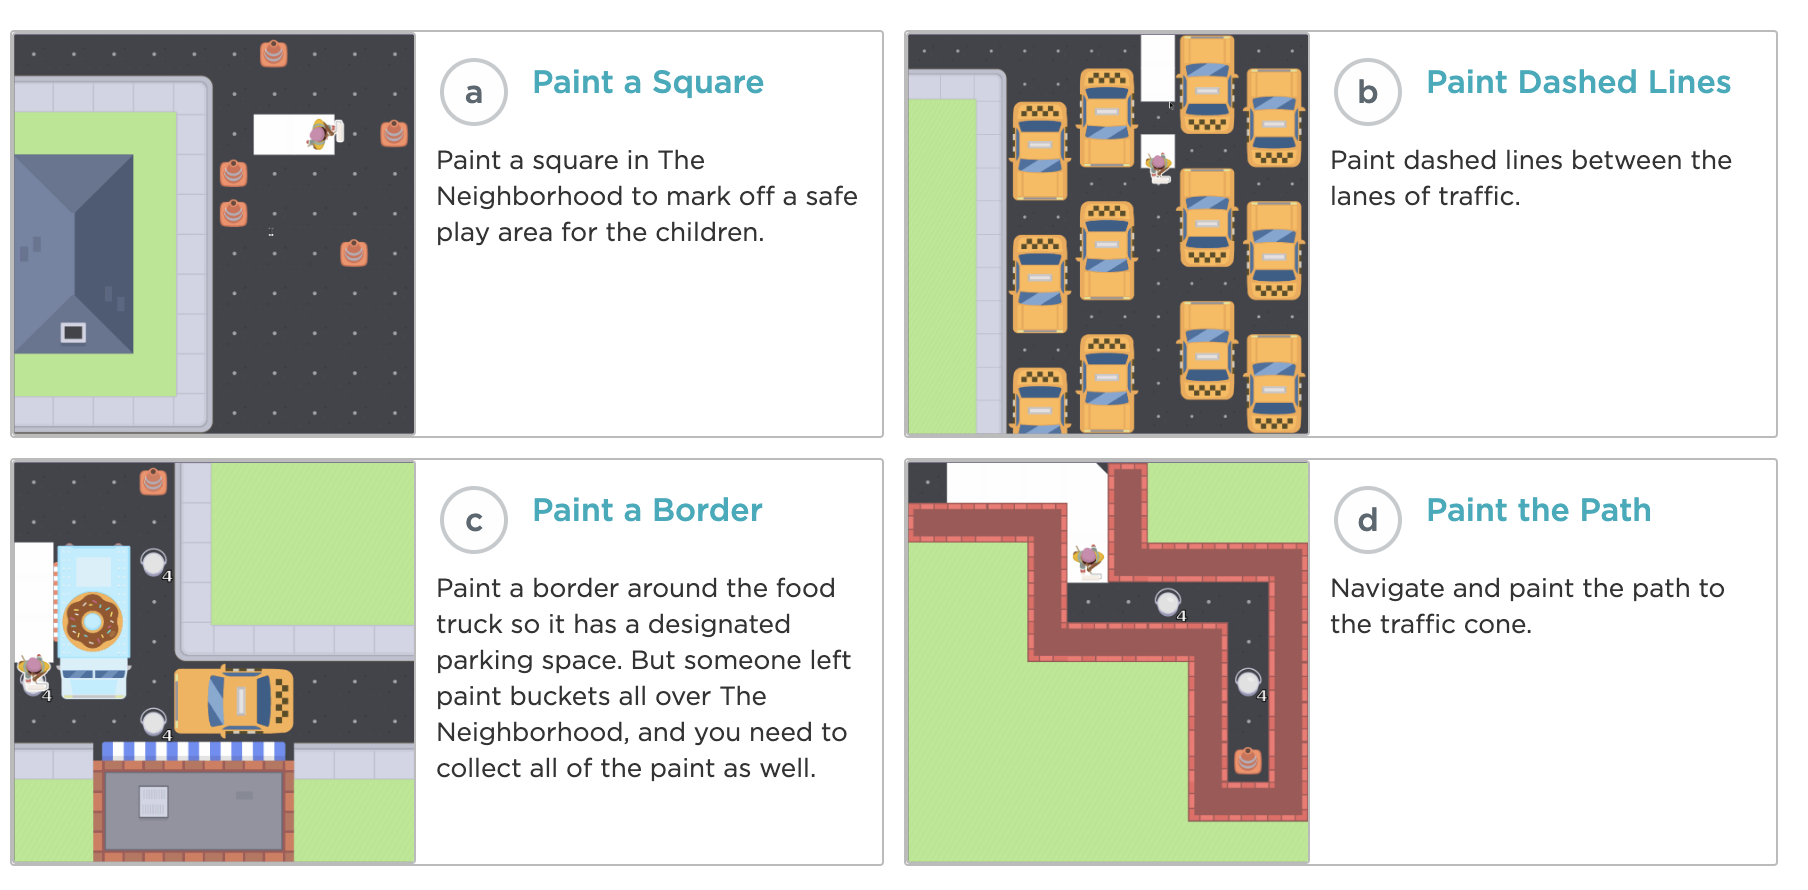 a
Paint a Square
Paint a square in The
Neighborhood to mark off a safe
play area for the children.
b
Paint Dashed Lines
Paint dashed lines between the
lanes of traffic.
c
Paint a Border
Paint a border around the food
truck so it has a designated
parking space. But someone left
paint buckets all over The
Neighborhood, and you need to
collect all of the paint as well.
4
4
4
d
Paint the Path
Navigate and paint the path to
the traffic cone.
4
4